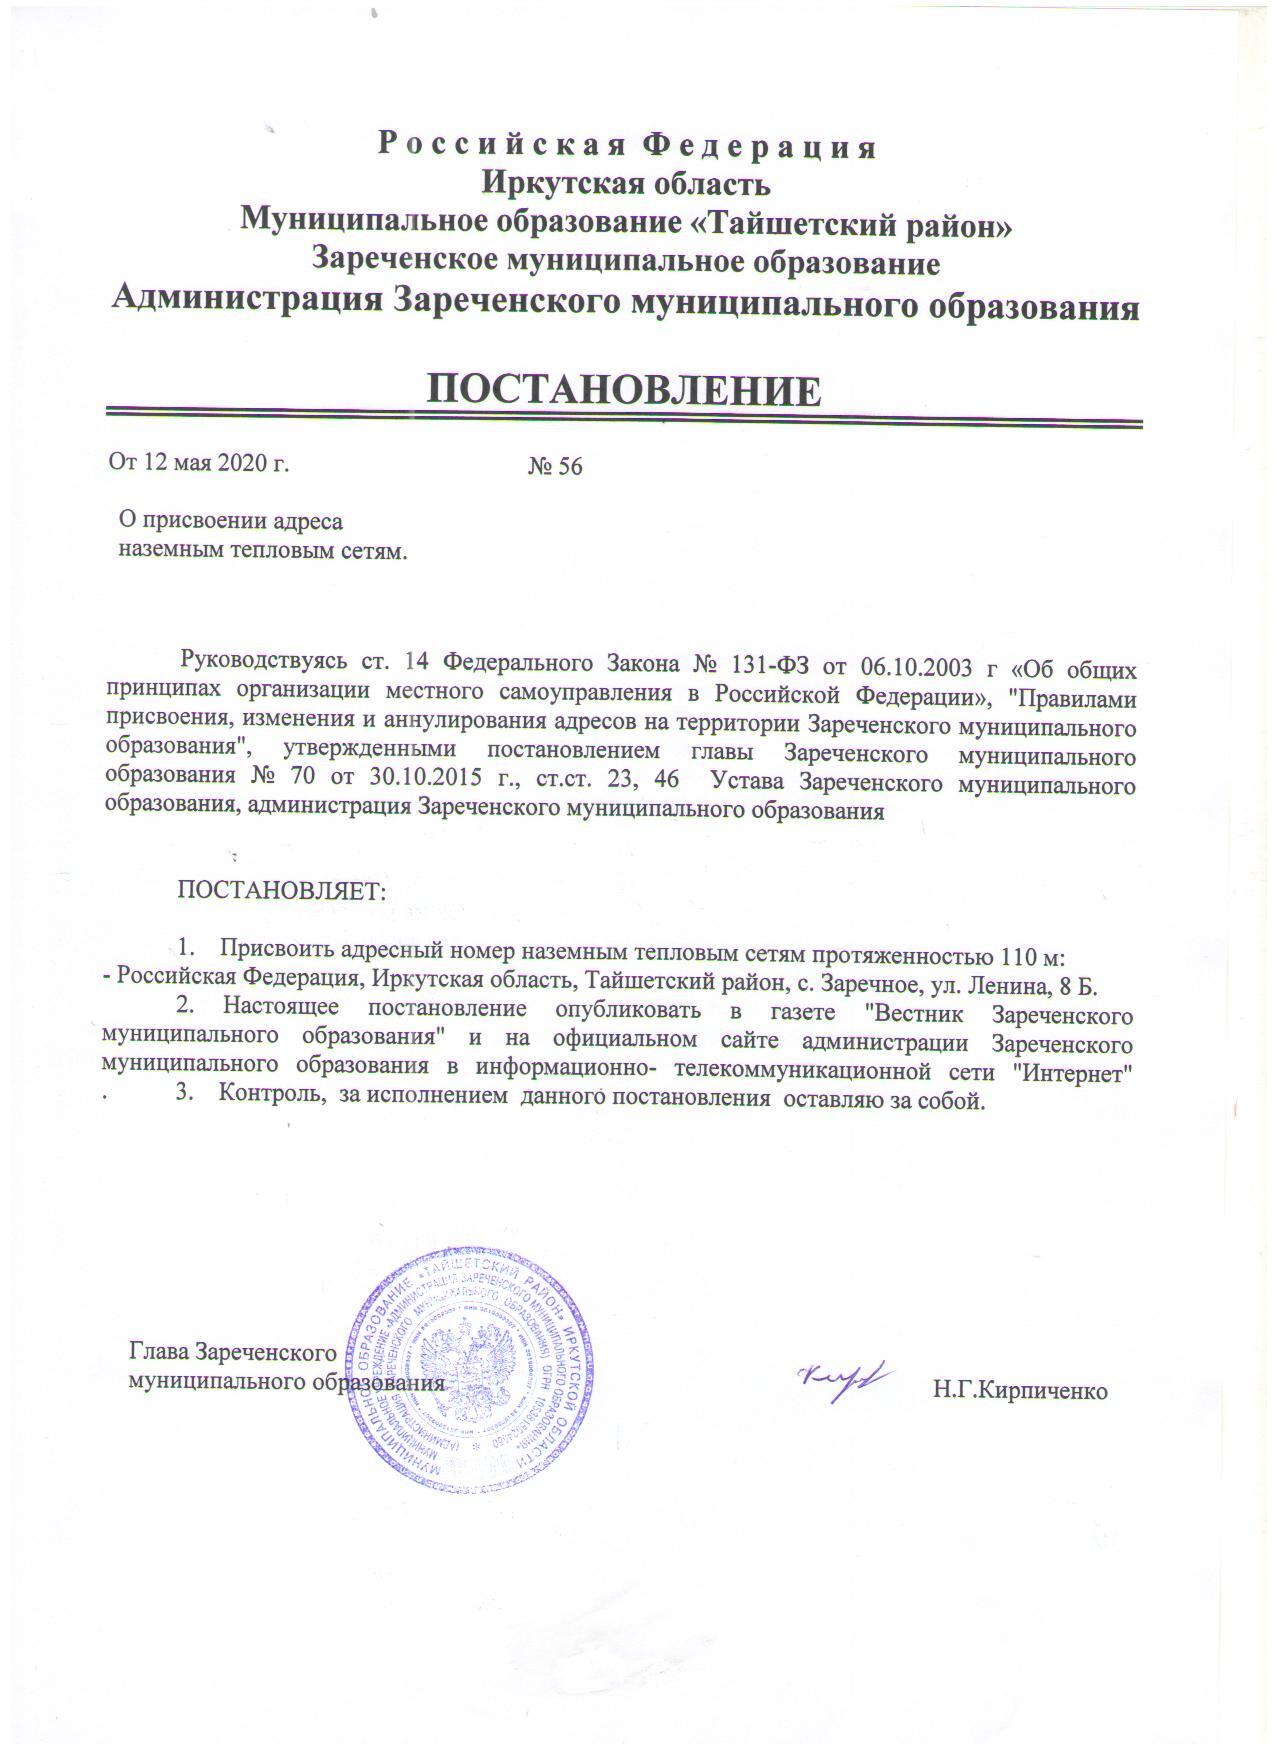 Российская Федерация
Иркутская область
Муниципальное образование «Тайшетский район»
Зареченское муниципальное образование
Администрация Зареченского муниципального образования
ПОСТАНОВЛЕНИЕ
От 12 мая 2020 г. № 56
О присвоении адреса
наземным тепловым сетям.
Руководствуясь ст. 14 Федерального Закона № 131-ФЗ от 06.10.2003 г «Об общих
принципах организации местного самоуправления в Российской Федерации», "Правилами
присвоения, изменения и аннулирования адресов на территории Зареченского муниципального
образования", утвержденными постановлением главы Зареченского муниципального
образования № 70 от 30.10.2015 г., ст.ст. 23, 46 Устава Зареченского муниципального
образования, администрация Зареченского муниципального образования
ПОСТАНОВЛЯЕТ:
1. Присвоить адресный номер наземным тепловым сетям протяженностью 110 м:
- Российская Федерация, Иркутская область, Тайшетский район, с. Заречное, ул. Ленина, 8 Б.
2. Настоящее постановление опубликовать в газете "Вестник Зареченского
муниципального образования" и на официальном сайте администрации Зареченского
муниципального образования в информационно- телекоммуникационной сети "Интернет"
. 3. Контроль, за исполнением данного постановления оставляю за собой.
Глава Зареченского
муниципального образования Н.Г.Кирпиченко
МУНИЦИПАЛЬНОЕ ОБРАЗОВАНИЕ «ТАЙШЕТСКИЙ РАЙОН» ИРКУТСКОЙ ОБЛАСТИ
МУНИЦИПАЛЬНОЕ УЧРЕЖДЕНИЕ «АДМИНИСТРАЦИЯ ЗАРЕЧЕНСКОГО МУНИЦИПАЛЬНОГО ОБРАЗОВАНИЯ»
(АДМИНИСТРАЦИЯ ЗАРЕЧЕНСКОГО МУНИЦИПАЛЬНОГО ОБРАЗОВАНИЯ) ОГРН